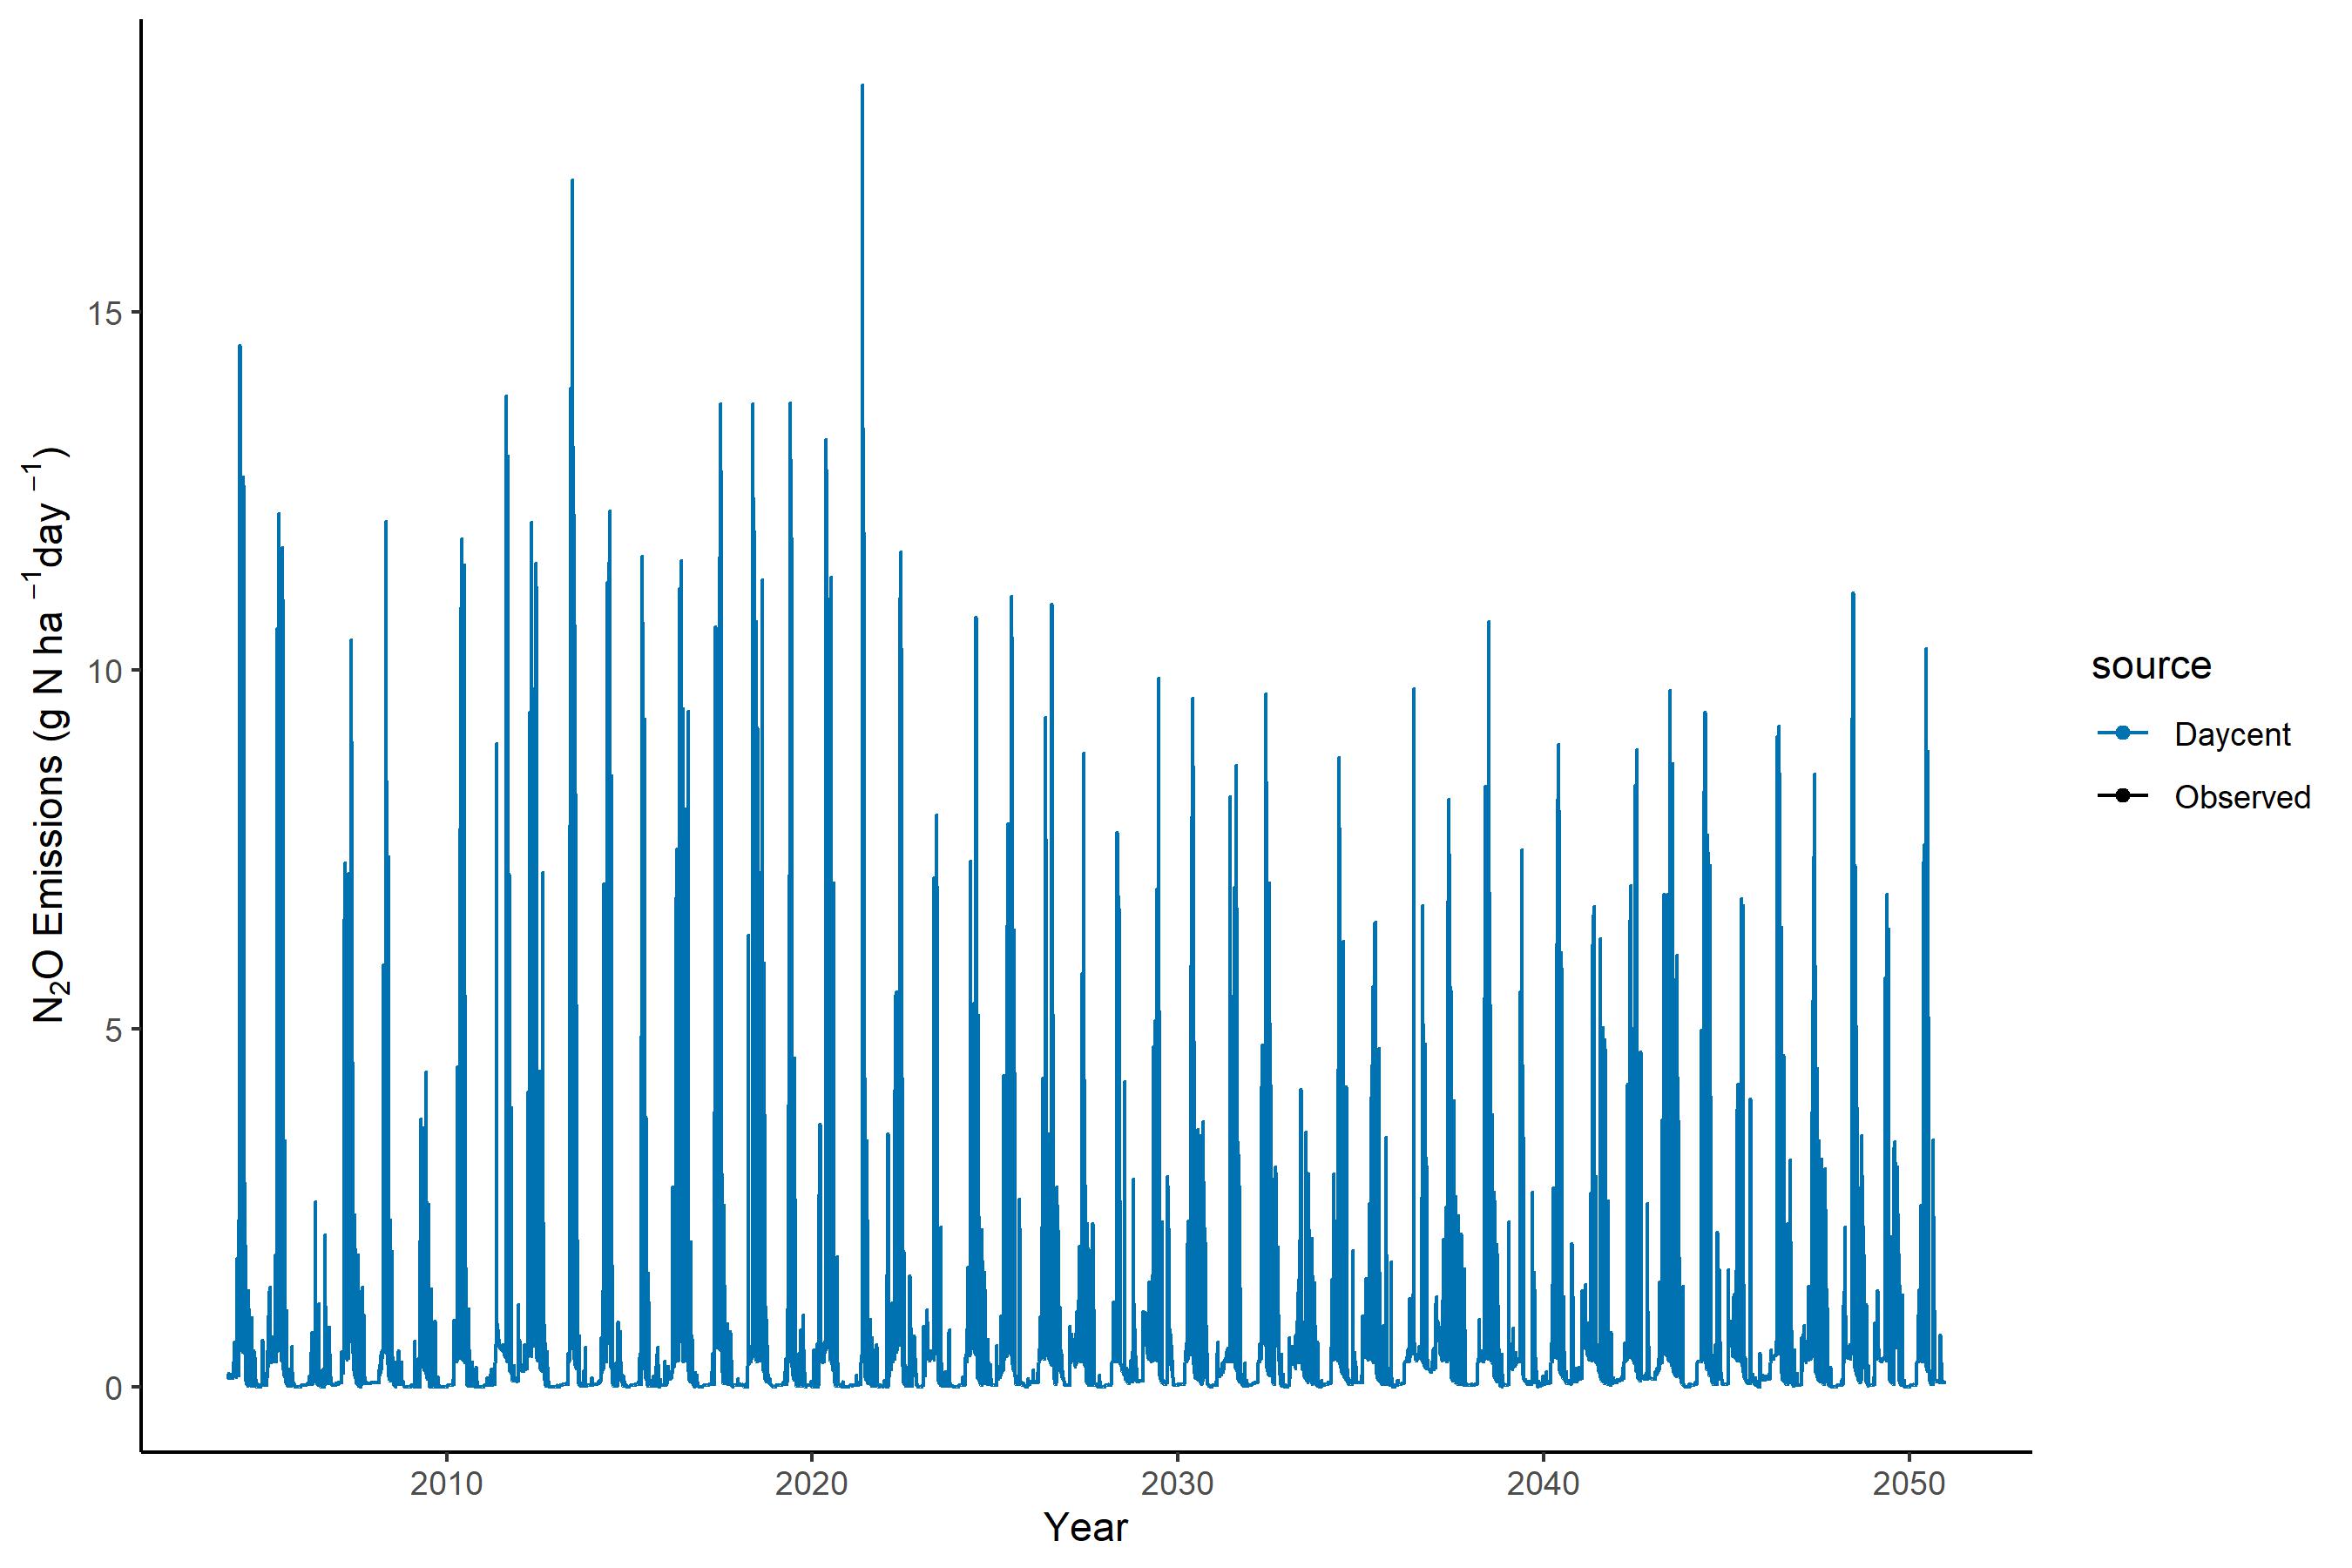 N₂O Emissions (g N ha ⁻¹day ⁻¹)
15
10
5
0
2010 2020 2030 2040 2050
Year
source
Daycent
Observed